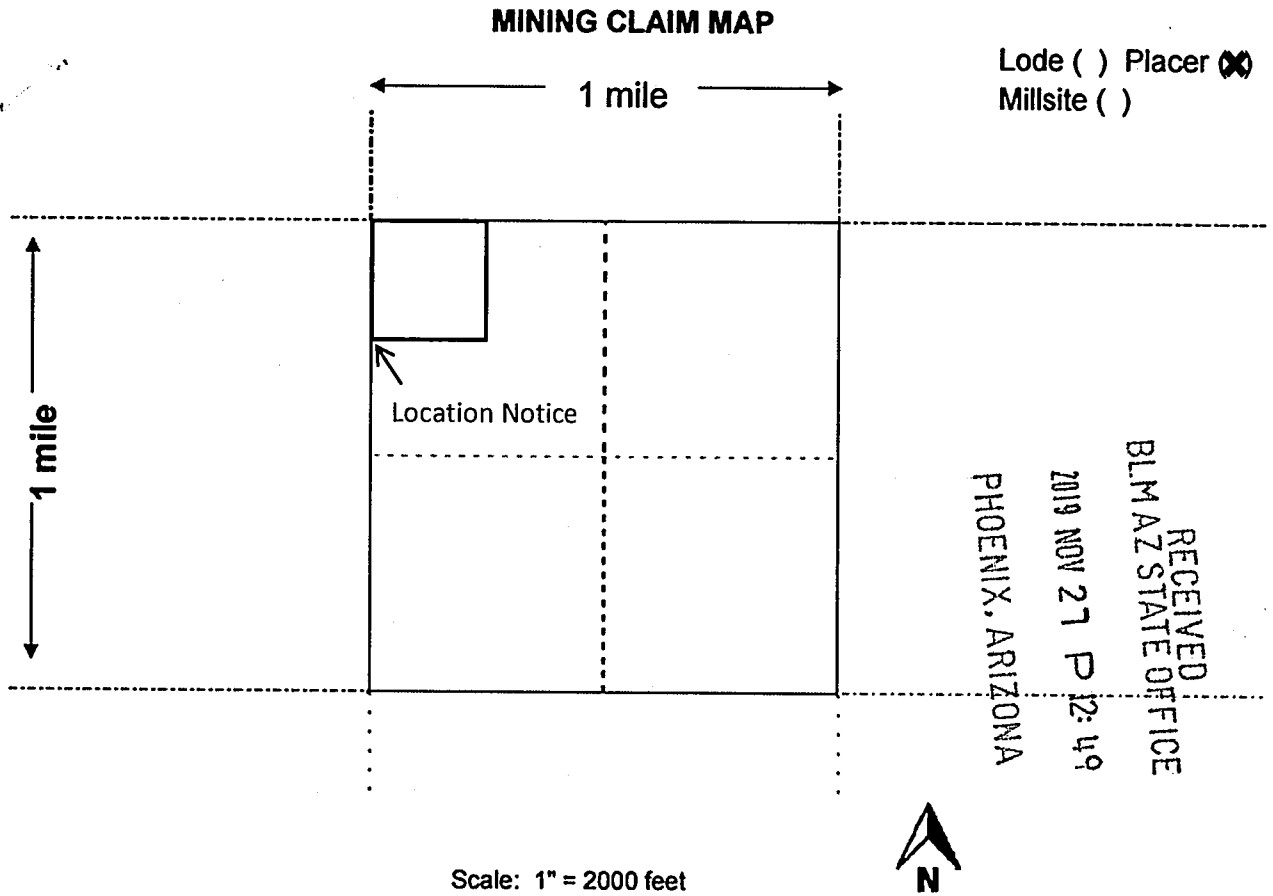 MINING CLAIM MAP
Lode ( ) Placer (X)
Millsite ( )
1 mile
1 mile
Location Notice
RECEIVED
BLM AZ STATE OFFICE
2019 NOV 27 P 12:49
PHOENIX, ARIZONA
Scale: 1" = 2000 feet
N